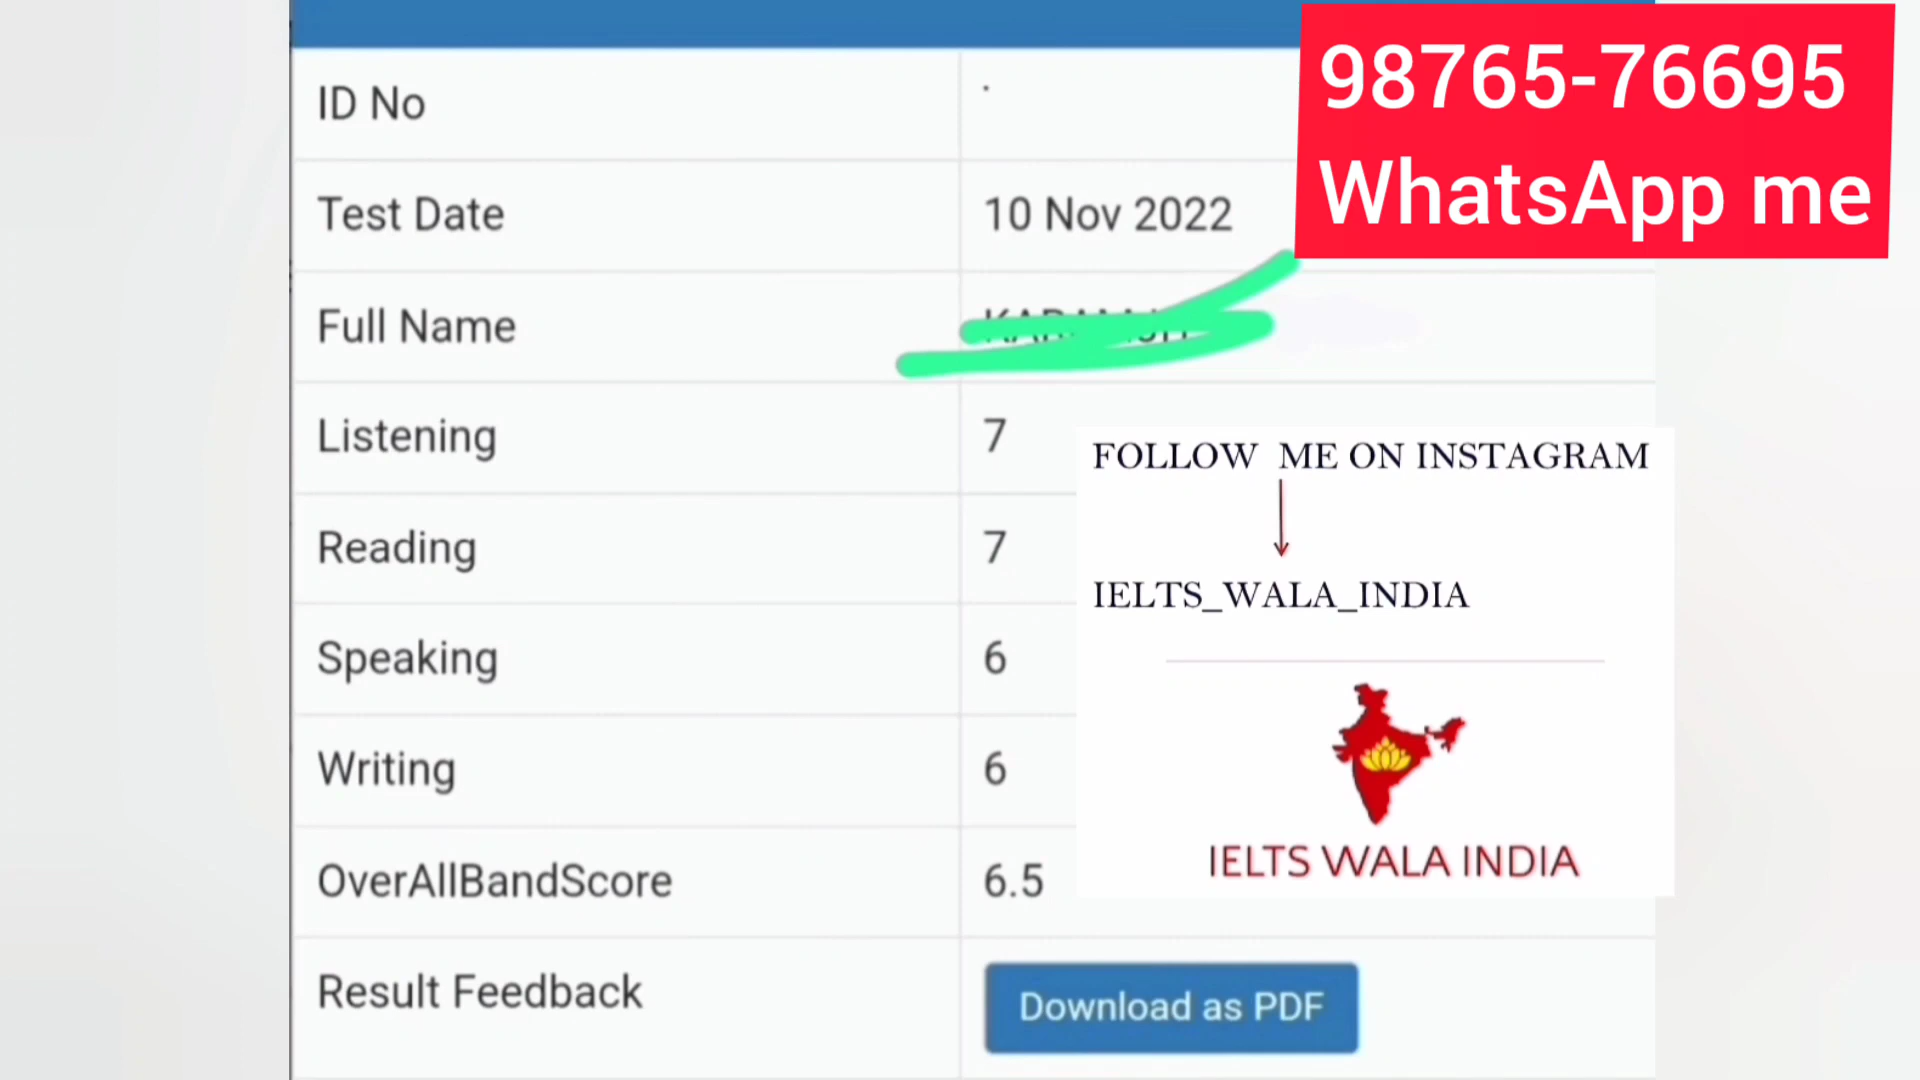 98765-76695
WhatsApp me
ID No
Test Date 10 Nov 2022
Full Name
Listening 7
Reading 7
Speaking 6
Writing 6
OverAllBandScore 6.5
Result Feedback Download as PDF
FOLLOW ME ON INSTAGRAM
IELTS_WALA_INDIA
IELTS WALA INDIA